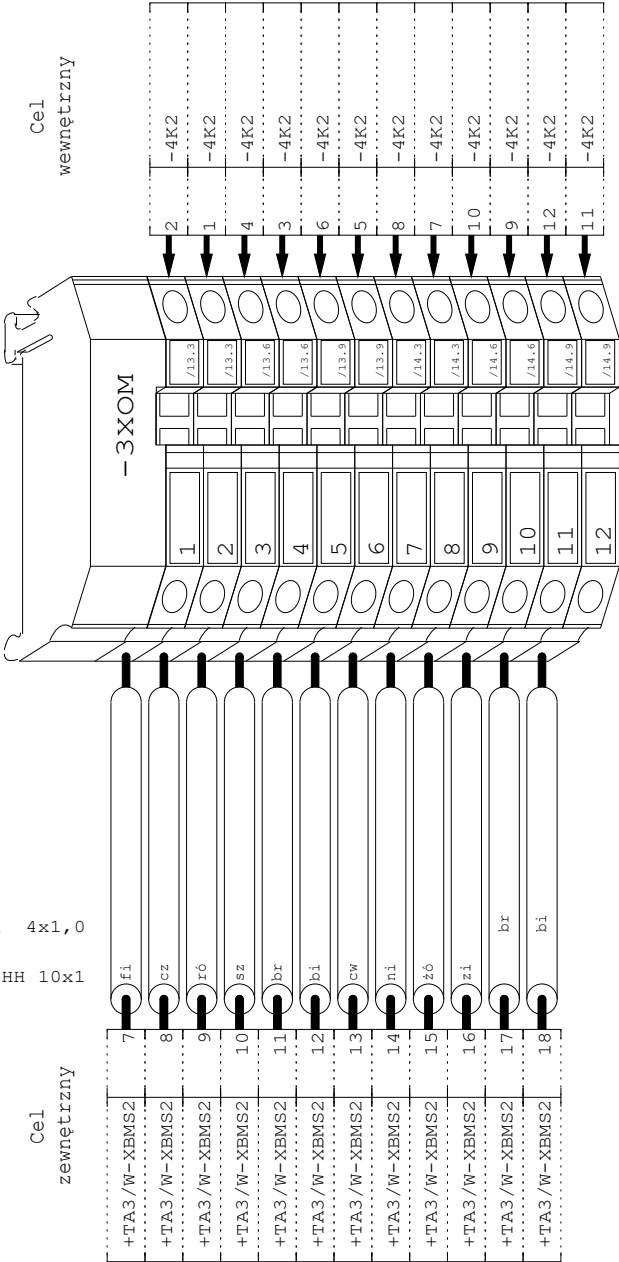 Cel
wewnętrzny
-4K2 -4K2 -4K2 -4K2 -4K2 -4K2 -4K2 -4K2 -4K2 -4K2 -4K2 -4K2
2 1 4 3 6 5 8 7 10 9 12 11
/13.3 /13.3 /13.6 /13.6 /13.9 /13.9 /14.3 /14.3 /14.6 /14.6 /14.9 /14.9
-3XOM
1 2 3 4 5 6 7 8 9 10 11 12
4x1,0
br bi
HH 10x1
fi cz ró sz br bi cw ni żó zi
7 8 9 10 11 12 13 14 15 16 17 18
Cel
zewnętrzny
+TA3/W-XBMS2 +TA3/W-XBMS2 +TA3/W-XBMS2 +TA3/W-XBMS2 +TA3/W-XBMS2 +TA3/W-XBMS2 +TA3/W-XBMS2 +TA3/W-XBMS2 +TA3/W-XBMS2 +TA3/W-XBMS2 +TA3/W-XBMS2 +TA3/W-XBMS2